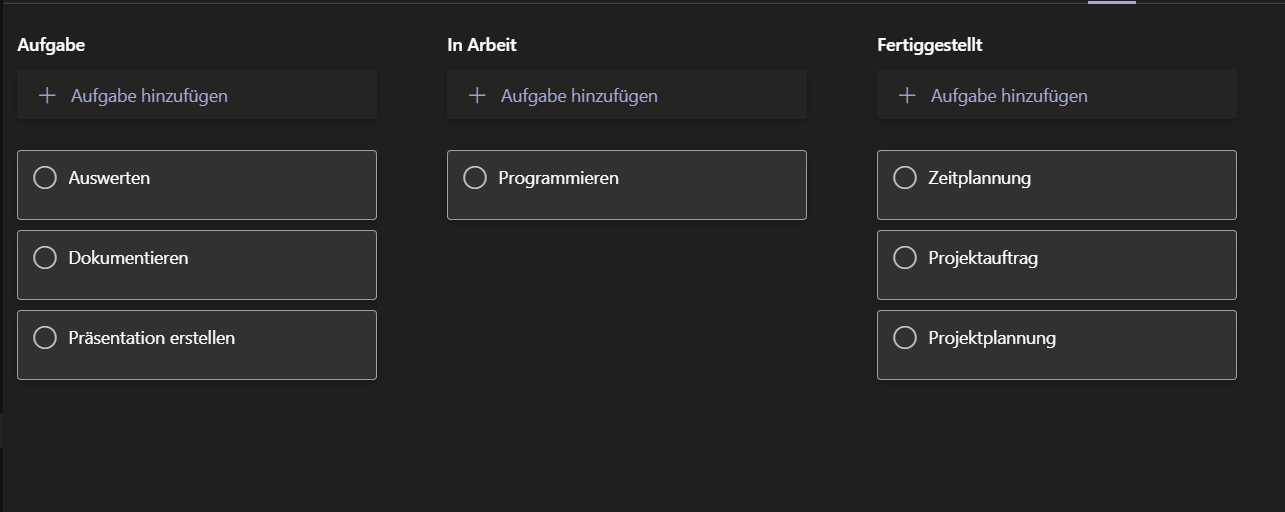 Aufgabe
Aufgabe hinzufügen
Auswerten
Dokumentieren
Präsentation erstellen
In Arbeit
Aufgabe hinzufügen
Programmieren
Fertiggestellt
Aufgabe hinzufügen
Zeitplannung
Projektauftrag
Projektplannung